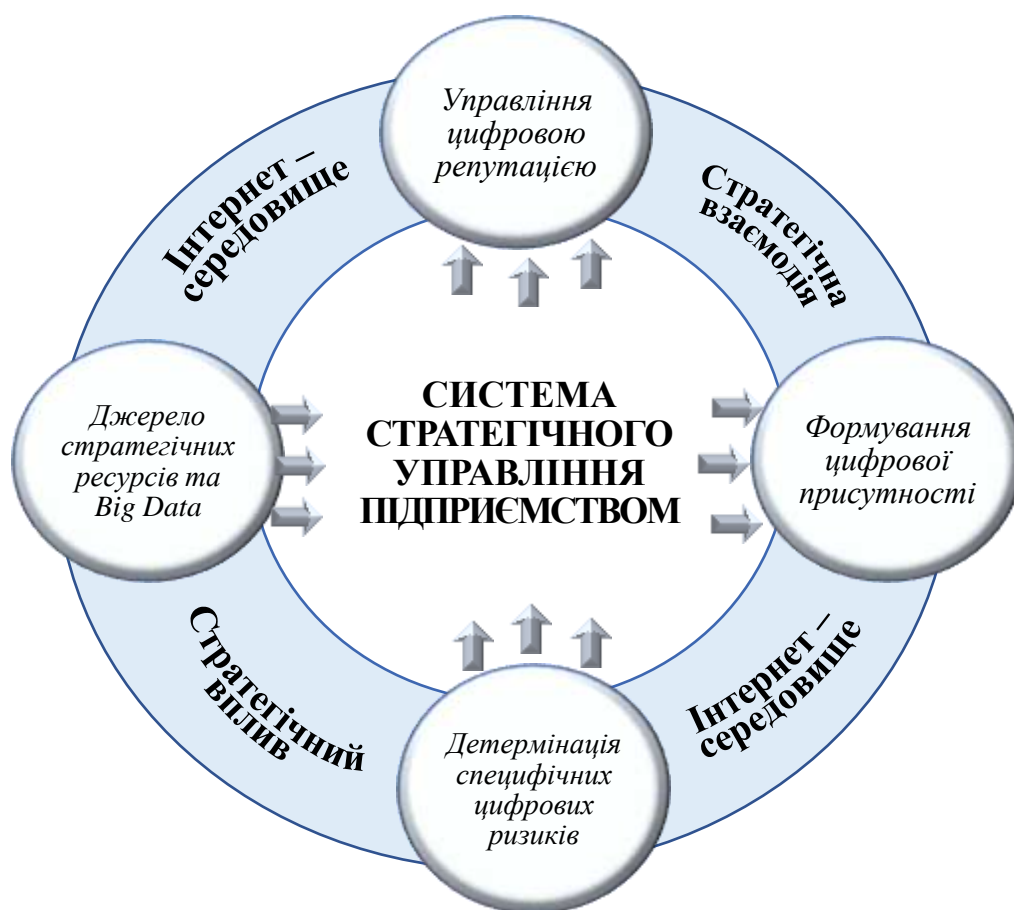 Управління
цифровою
репутацією
Інтернет –
середовище
Стратегічна
взаємодія
Джерело
стратегічних
ресурсів та
Big Data
СИСТЕМА
СТРАТЕГІЧНОГО
УПРАВЛІННЯ
ПІДПРИЄМСТВОМ
Формування
цифрової
присутності
Стратегічний
вплив
Інтернет –
середовище
Детермінація
специфічних
цифрових
ризиків